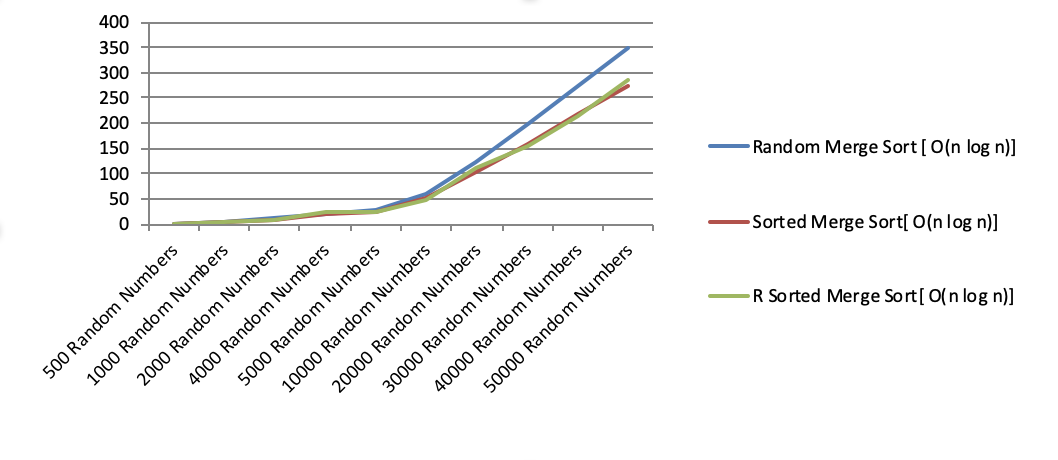 400
350
300
250
200
150
100
50
0
500 Random Numbers
1000 Random Numbers
2000 Random Numbers
4000 Random Numbers
5000 Random Numbers
10000 Random Numbers
20000 Random Numbers
30000 Random Numbers
40000 Random Numbers
50000 Random Numbers
Random Merge Sort [ O(n log n)]
Sorted Merge Sort[ O(n log n)]
R Sorted Merge Sort[ O(n log n)]